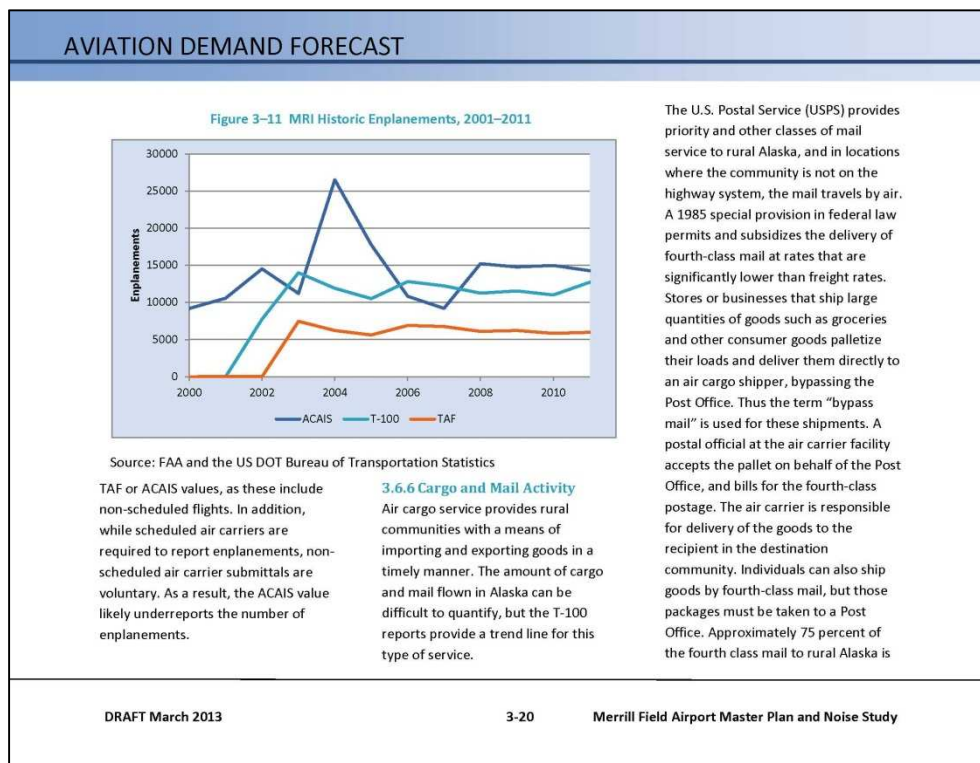 AVIATION DEMAND FORECAST
Figure 3–11 MRI Historic Enplanements, 2001–2011
30000
25000
20000
15000
10000
5000
0
Enplanements
2000 2002 2004 2006 2008 2010
ACAIS T-100 TAF
Source: FAA and the US DOT Bureau of Transportation Statistics
TAF or ACAIS values, as these include
non-scheduled flights. In addition,
while scheduled air carriers are
required to report enplanements, non-
scheduled air carrier submittals are
voluntary. As a result, the ACAIS value
likely underreports the number of
enplanements.
3.6.6 Cargo and Mail Activity
Air cargo service provides rural
communities with a means of
importing and exporting goods in a
timely manner. The amount of cargo
and mail flown in Alaska can be
difficult to quantify, but the T-100
reports provide a trend line for this
type of service.
The U.S. Postal Service (USPS) provides
priority and other classes of mail
service to rural Alaska, and in locations
where the community is not on the
highway system, the mail travels by air.
A 1985 special provision in federal law
permits and subsidizes the delivery of
fourth-class mail at rates that are
significantly lower than freight rates.
Stores or businesses that ship large
quantities of goods such as groceries
and other consumer goods palletize
their loads and deliver them directly to
an air cargo shipper, bypassing the
Post Office. Thus the term “bypass
mail” is used for these shipments. A
postal official at the air carrier facility
accepts the pallet on behalf of the Post
Office, and bills for the fourth-class
postage. The air carrier is responsible
for delivery of the goods to the
recipient in the destination
community. Individuals can also ship
goods by fourth-class mail, but those
packages must be taken to a Post
Office. Approximately 75 percent of
the fourth class mail to rural Alaska is
DRAFT March 2013 3-20 Merrill Field Airport Master Plan and Noise Study